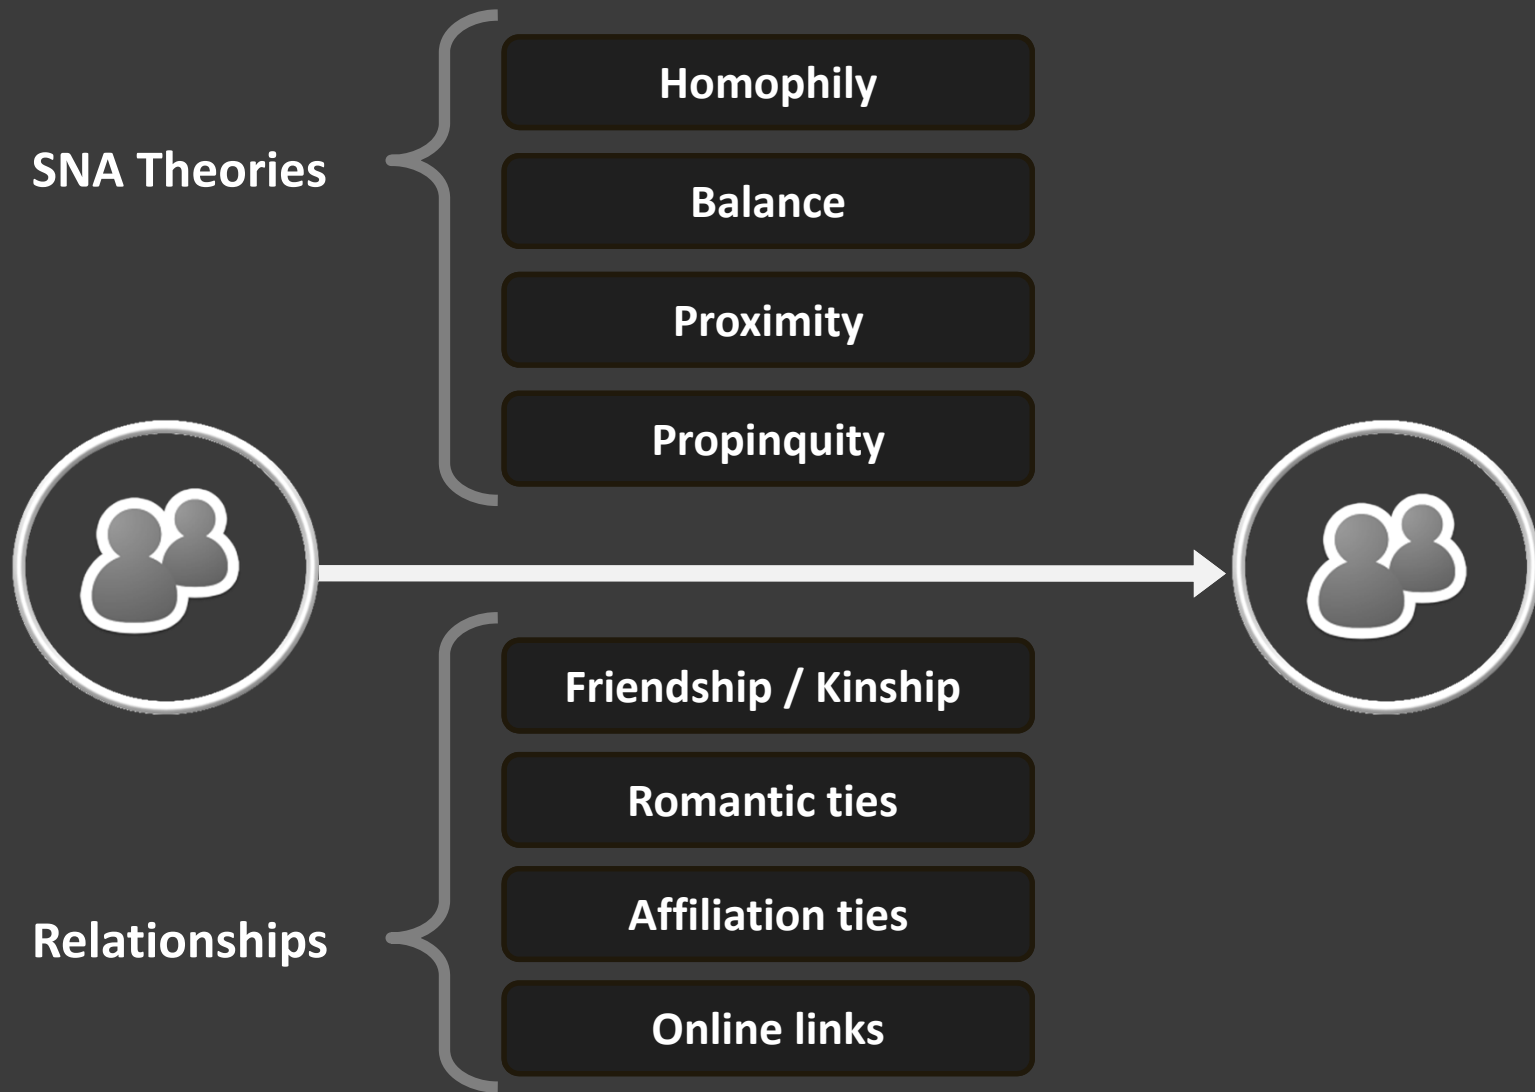 SNA Theories
Homophily
Balance
Proximity
Propinquity
Relationships
Friendship / Kinship
Romantic ties
Affiliation ties
Online links